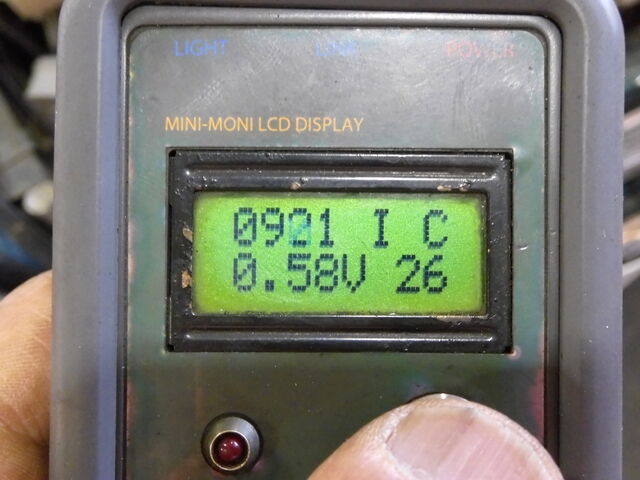 LIGHT LINK POWER
MINI-MONI LCD DISPLAY
0921 I C
0.58V 26